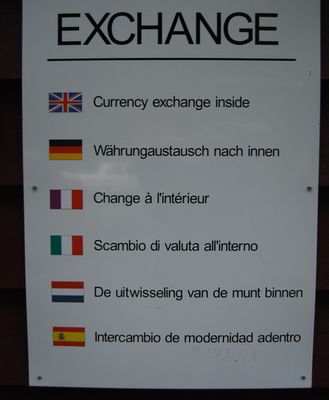 EXCHANGE
Currency exchange inside
Währungaustausch nach innen
Change à l'intérieur
Scambio di valuta all'interno
De uitwisseling van de munt binnen
Intercambio de modernidad adentro
MONEDA